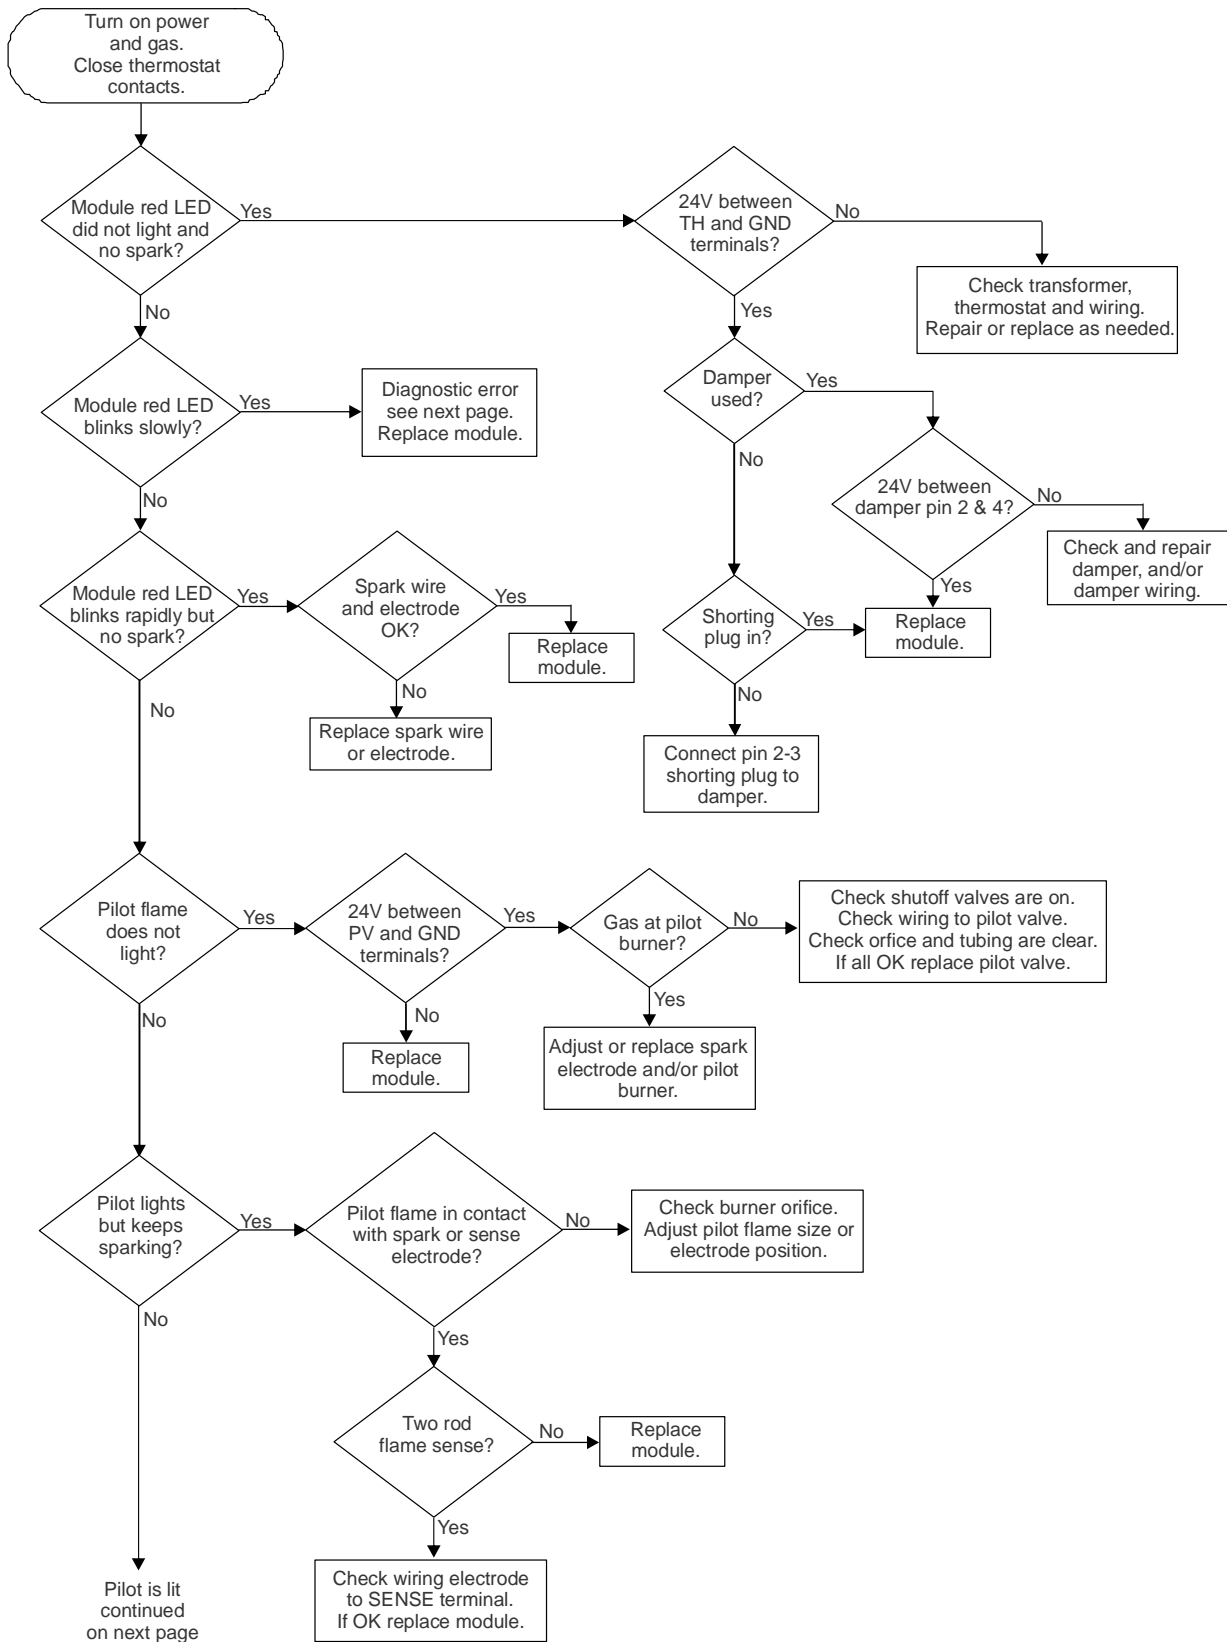 Turn on power
and gas.
Close thermostat
contacts.
Module red LED
did not light and
no spark?
Yes
24V between
TH and GND
terminals?
No
Check transformer,
thermostat and wiring.
Repair or replace as needed.
No
Yes
Module red LED
blinks slowly?
Yes
Diagnostic error
see next page.
Replace module.
Damper
used?
Yes
No
No
24V between
damper pin 2 & 4?
No
Check and repair
damper, and/or
damper wiring.
Yes
Module red LED
blinks rapidly but
no spark?
Yes
Spark wire
and electrode
OK?
Yes
Replace
module.
No
Replace spark wire
or electrode.
Shorting
plug in?
Yes
Replace
module.
No
Connect pin 2-3
shorting plug to
damper.
No
Pilot flame
does not
light?
Yes
24V between
PV and GND
terminals?
Yes
Gas at pilot
burner?
No
Check shutoff valves are on.
Check wiring to pilot valve.
Check orfice and tubing are clear.
If all OK replace pilot valve.
No
No
Replace
module.
Yes
Adjust or replace spark
electrode and/or pilot
burner.
Pilot lights
but keeps
sparking?
Yes
Pilot flame in contact
with spark or sense
electrode?
No
Check burner orifice.
Adjust pilot flame size or
electrode position.
No
Yes
Two rod
flame sense?
No
Replace
module.
Yes
Check wiring electrode
to SENSE terminal.
If OK replace module.
Pilot is lit
continued
on next page